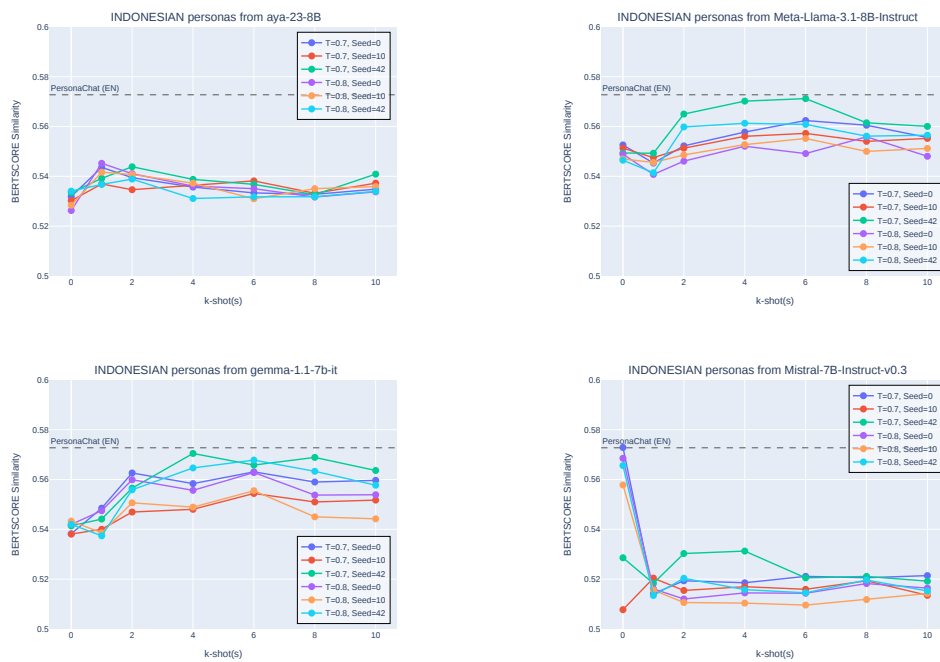 INDONESIAN personas from aya-23-8B
0.6
0.58
0.56
0.54
0.52
0.5
BERTSCORE Similarity
PersonaChat (EN)
T=0.7, Seed=0
T=0.7, Seed=10
T=0.7, Seed=42
T=0.8, Seed=0
T=0.8, Seed=10
T=0.8, Seed=42
0 2 4 6 8 10
k-shot(s)
INDONESIAN personas from Meta-Llama-3.1-8B-Instruct
0.6
0.58
0.56
0.54
0.52
0.5
BERTSCORE Similarity
PersonaChat (EN)
T=0.7, Seed=0
T=0.7, Seed=10
T=0.7, Seed=42
T=0.8, Seed=0
T=0.8, Seed=10
T=0.8, Seed=42
0 2 4 6 8 10
k-shot(s)
INDONESIAN personas from gemma-1.1-7b-it
0.6
0.58
0.56
0.54
0.52
0.5
BERTSCORE Similarity
PersonaChat (EN)
T=0.7, Seed=0
T=0.7, Seed=10
T=0.7, Seed=42
T=0.8, Seed=0
T=0.8, Seed=10
T=0.8, Seed=42
0 2 4 6 8 10
k-shot(s)
INDONESIAN personas from Mistral-7B-Instruct-v0.3
0.6
0.58
0.56
0.54
0.52
0.5
BERTSCORE Similarity
PersonaChat (EN)
T=0.7, Seed=0
T=0.7, Seed=10
T=0.7, Seed=42
T=0.8, Seed=0
T=0.8, Seed=10
T=0.8, Seed=42
0 2 4 6 8 10
k-shot(s)